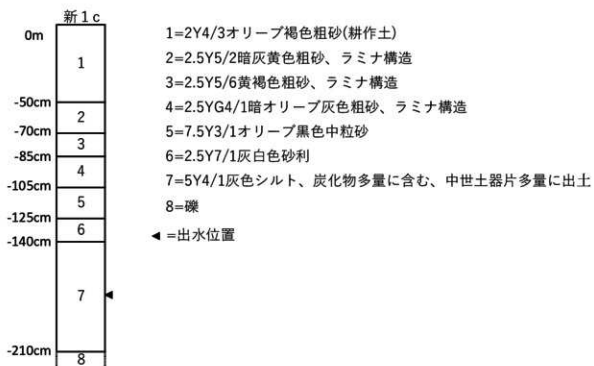 新1c
0m
1
-50cm
2
-70cm
3
-85cm
4
-105cm
5
-125cm
6
-140cm
7
-210cm
8
1=2Y4/3オリーブ褐色粗砂(耕作土)
2=2.5Y5/2暗灰黄色粗砂、ラミナ構造
3=2.5Y5/6黄褐色粗砂、ラミナ構造
4=2.5YG4/1暗オリーブ灰色粗砂、ラミナ構造
5=7.5Y3/1オリーブ黒色中粒砂
6=2.5Y7/1灰白色砂利
7=5Y4/1灰色シルト、炭化物多量に含む、中世土器片多量に出土
8=礫
◄ =出水位置